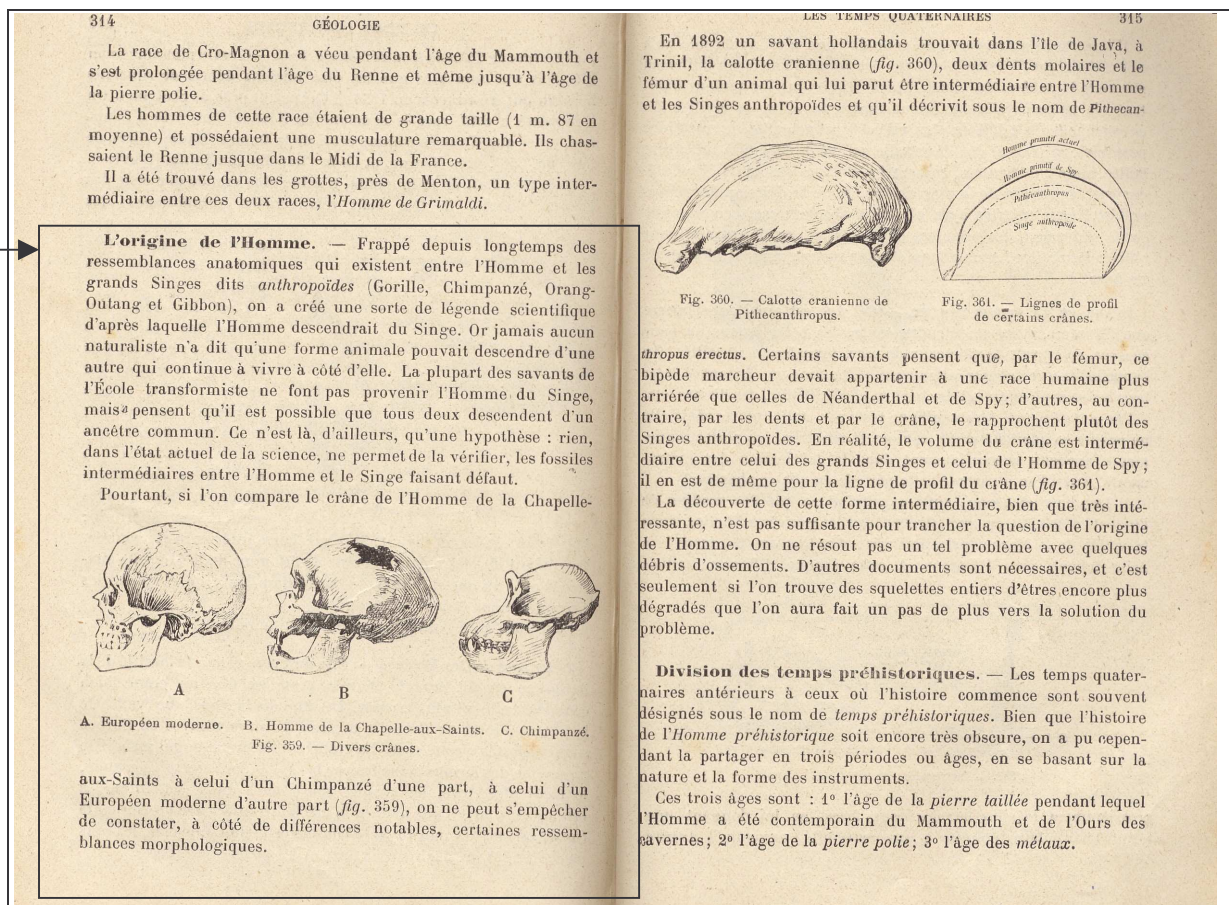 314
GÉOLOGIE
La race de Cro-Magnon a vécu pendant l'âge du Mammouth et
s'est prolongée pendant l'âge du Renne et même jusqu'à l'âge de
la pierre polie.
Les hommes de cette race étaient de grande taille (1 m. 87 en
moyenne) et possédaient une musculature remarquable. Ils chas-
saient le Renne jusque dans le Midi de la France.
Il a été trouvé dans les grottes, près de Menton, un type inter-
médiaire entre ces deux races, l'Homme de Grimaldi.
L'origine de l'Homme. — Frappé depuis longtemps des
ressemblances anatomiques qui existent entre l'Homme et les
grands Singes dits anthropoïdes (Gorille, Chimpanzé, Orang-
Outang et Gibbon), on a créé une sorte de légende scientifique
d'après laquelle l'Homme descendrait du Singe. Or jamais aucun
naturaliste n'a dit qu'une forme animale pouvait descendre d'une
autre qui continue à vivre à côté d'elle. La plupart des savants de
l'École transformiste ne font pas provenir l'Homme du Singe,
mais pensent qu'il est possible que tous deux descendent d'un
ancêtre commun. Ce n'est là, d'ailleurs, qu'une hypothèse : rien,
dans l'état actuel de la science, ne permet de la vérifier, les fossiles
intermédiaires entre l'Homme et le Singe faisant défaut.
Pourtant, si l'on compare le crâne de l'Homme de la Chapelle-
A
B
C
A. Européen moderne. B. Homme de la Chapelle-aux-Saints. C. Chimpanzé.
Fig. 359. — Divers crânes.
aux-Saints à celui d'un Chimpanzé d'une part, à celui d'un
Européen moderne d'autre part (fig. 359), on ne peut s'empêcher
de constater, à côté de différences notables, certaines ressem-
blances morphologiques.
LES TEMPS QUATERNAIRES
315
En 1892 un savant hollandais trouvait dans l'île de Java, à
Trinil, la calotte cranienne (fig. 360), deux dents molaires et le
fémur d'un animal qui lui parut être intermédiaire entre l'Homme
et les Singes anthropoïdes et qu'il décrivit sous le nom de Pithecan-
Homme primitif actuel
Homme primitif de Spy
Pithécanthropus
Singe anthropoïde
Fig. 360. — Calotte cranienne de
Pithecanthropus.
Fig. 361. — Lignes de profil
de certains crânes.
thropus erectus. Certains savants pensent que, par le fémur, ce
bipède marcheur devait appartenir à une race humaine plus
arriérée que celles de Néanderthal et de Spy; d'autres, au con-
traire, par les dents et par le crâne, le rapprochent plutôt des
Singes anthropoïdes. En réalité, le volume du crâne est intermé-
diaire entre celui des grands Singes et celui de l'Homme de Spy;
il en est de même pour la ligne de profil du crâne (fig. 361).
La découverte de cette forme intermédiaire, bien que très inté-
ressante, n'est pas suffisante pour trancher la question de l'origine
de l'Homme. On ne résout pas un tel problème avec quelques
débris d'ossements. D'autres documents sont nécessaires, et c'est
seulement si l'on trouve des squelettes entiers d'êtres encore plus
dégradés que l'on aura fait un pas de plus vers la solution du
problème.
Division des temps préhistoriques. — Les temps quater-
naires antérieurs à ceux où l'histoire commence sont souvent
désignés sous le nom de temps préhistoriques. Bien que l'histoire
de l'Homme préhistorique soit encore très obscure, on a pu cepen-
dant la partager en trois périodes ou âges, en se basant sur la
nature et la forme des instruments.
Ces trois âges sont : 1º l'âge de la pierre taillée pendant lequel
l'Homme a été contemporain du Mammouth et de l'Ours des
cavernes; 2º l'âge de la pierre polie; 3º l'âge des métaux.